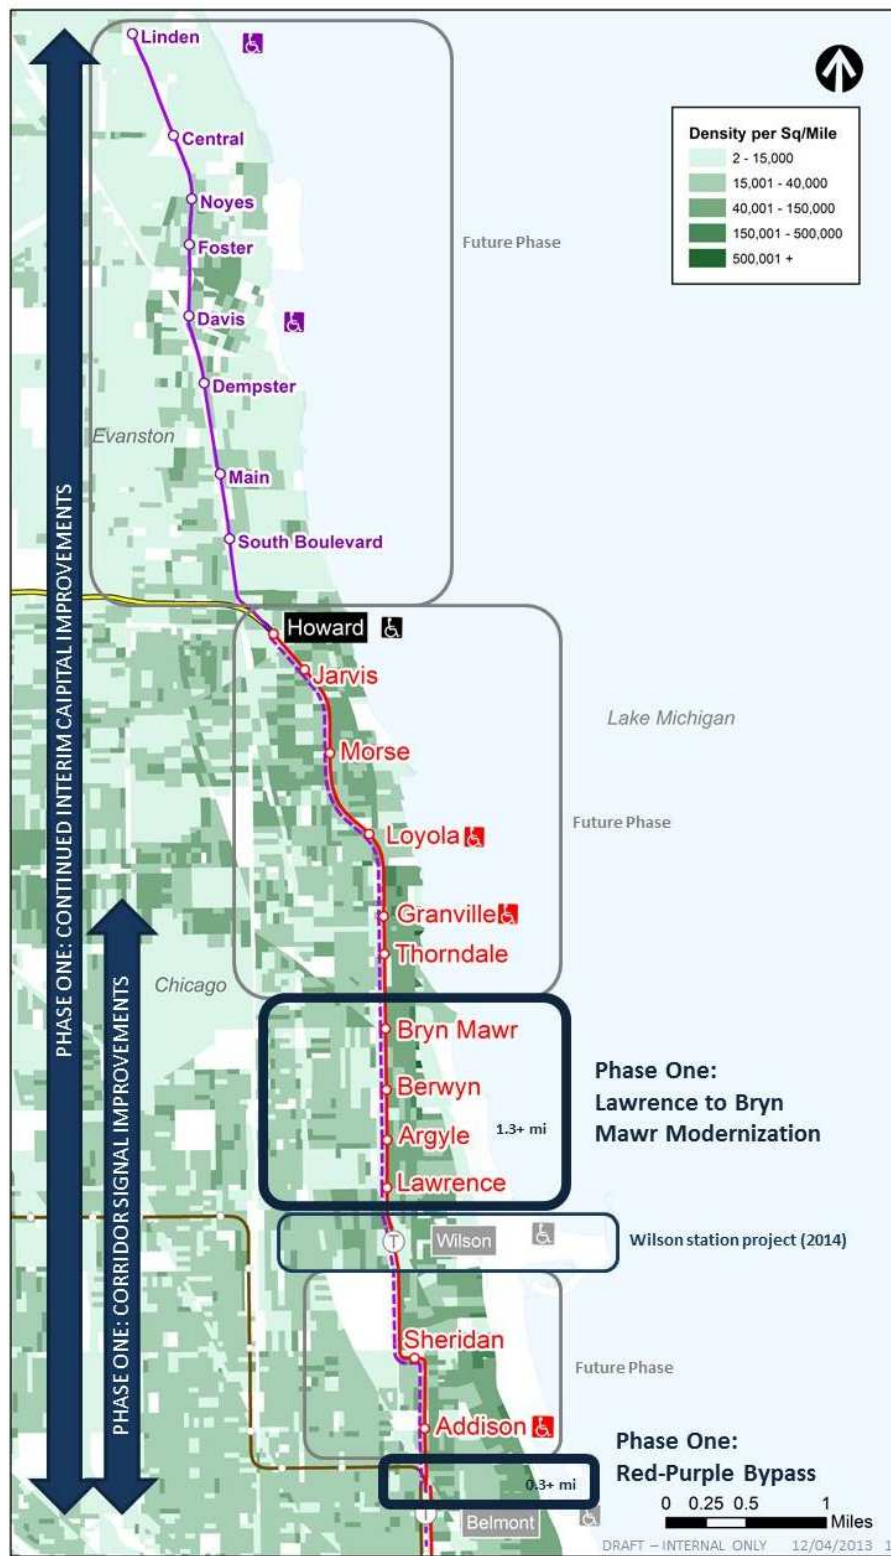 Linden
Central
Noyes
Foster
Davis
Dempster
Evanston
Main
South Boulevard
Future Phase
Density per Sq/Mile
2 - 15,000
15,001 - 40,000
40,001 - 150,000
150,001 - 500,000
500,001 +
PHASE ONE: CONTINUED INTERIM CAIPITAL IMPROVEMENTS
PHASE ONE: CORRIDOR SIGNAL IMPROVEMENTS
Howard
Jarvis
Morse
Loyola
Granville
Thorndale
Lake Michigan
Future Phase
Chicago
Bryn Mawr
Berwyn
Argyle
Lawrence
1.3+ mi
Phase One:
Lawrence to Bryn
Mawr Modernization
T
Wilson
Wilson station project (2014)
Sheridan
Addison
Future Phase
Phase One:
Red-Purple Bypass
0.3+ mi
T
Belmont
0 0.25 0.5 1
Miles
DRAFT – INTERNAL ONLY 12/04/2013 1